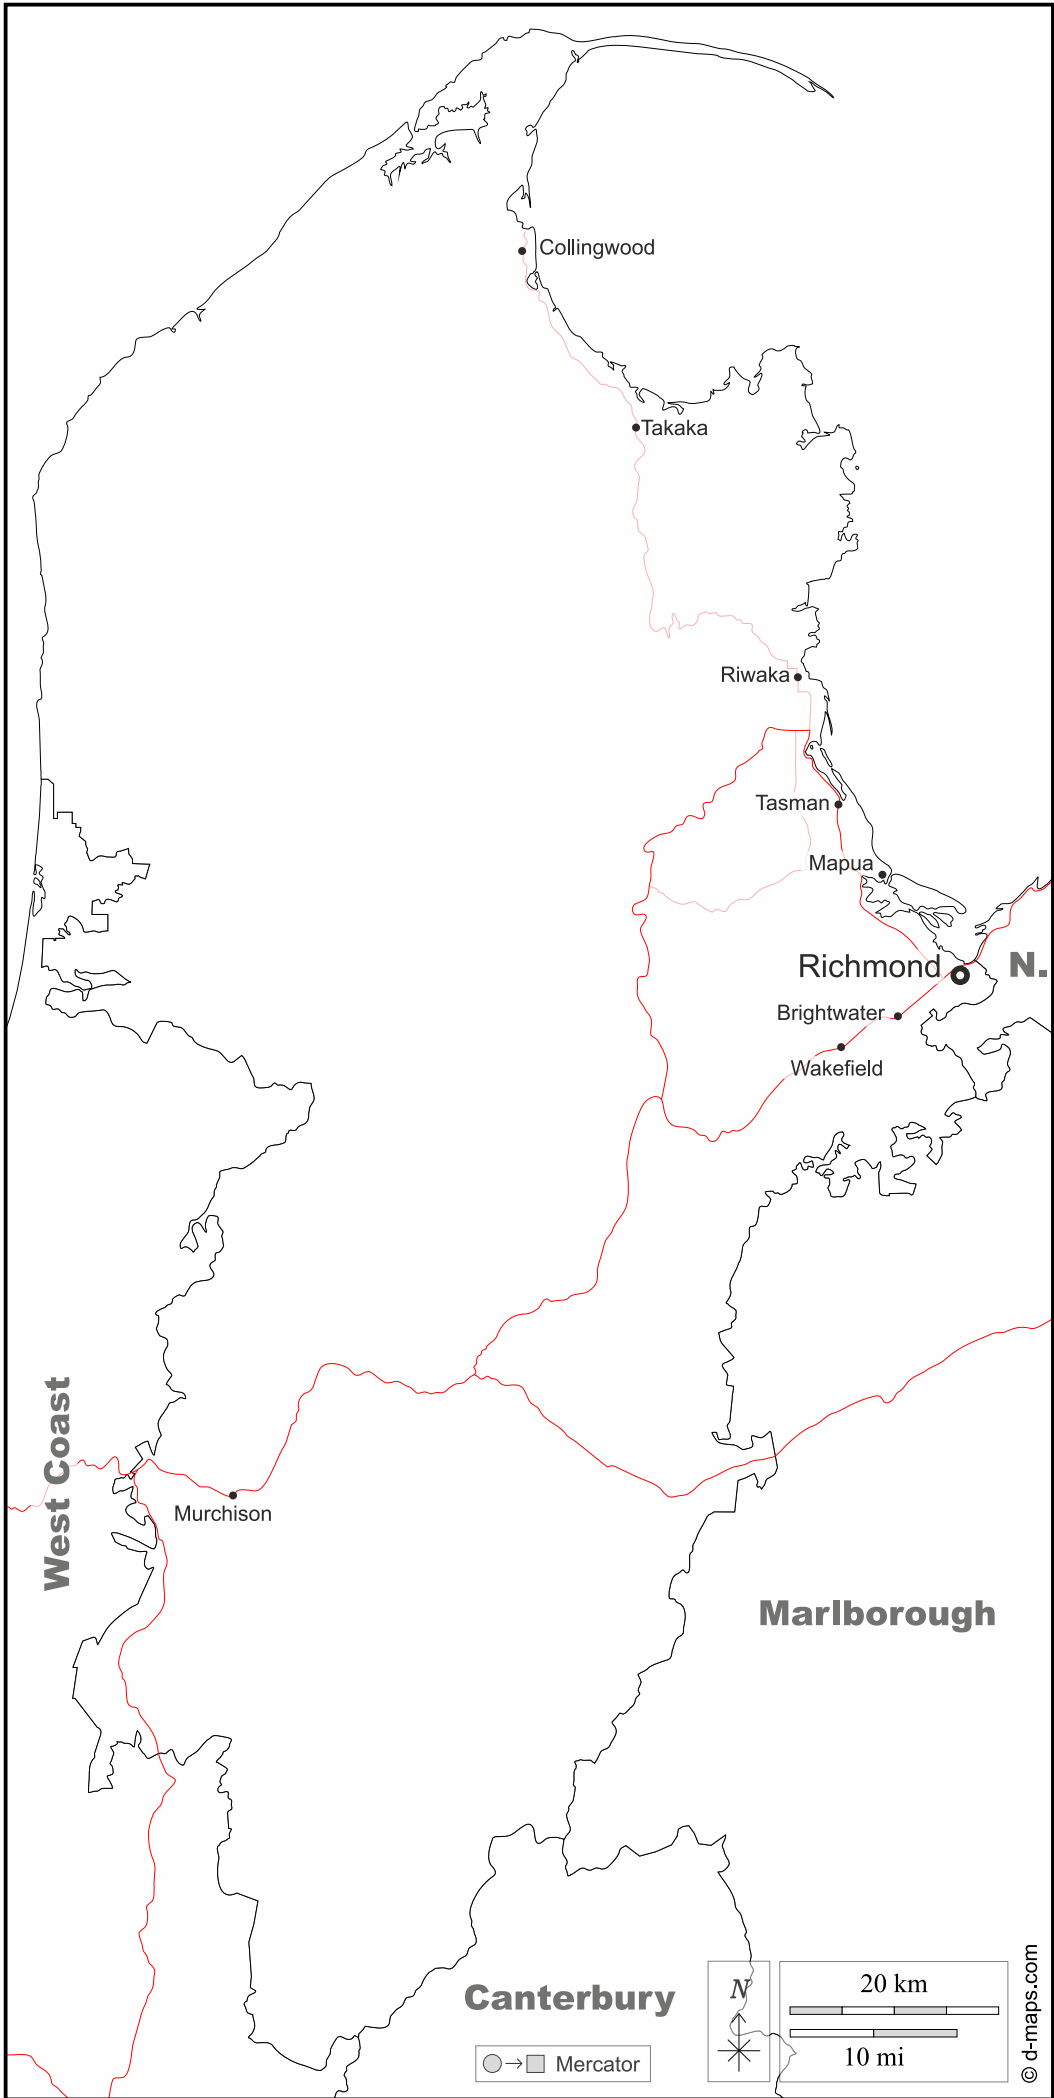 Collingwood
Takaka
Riwaka
Tasman
Mapua
Richmond
N.
Brightwater
Wakefield
West Coast
Murchison
Marlborough
Canterbury
N
20 km
10 mi
Mercator
© d-maps.com